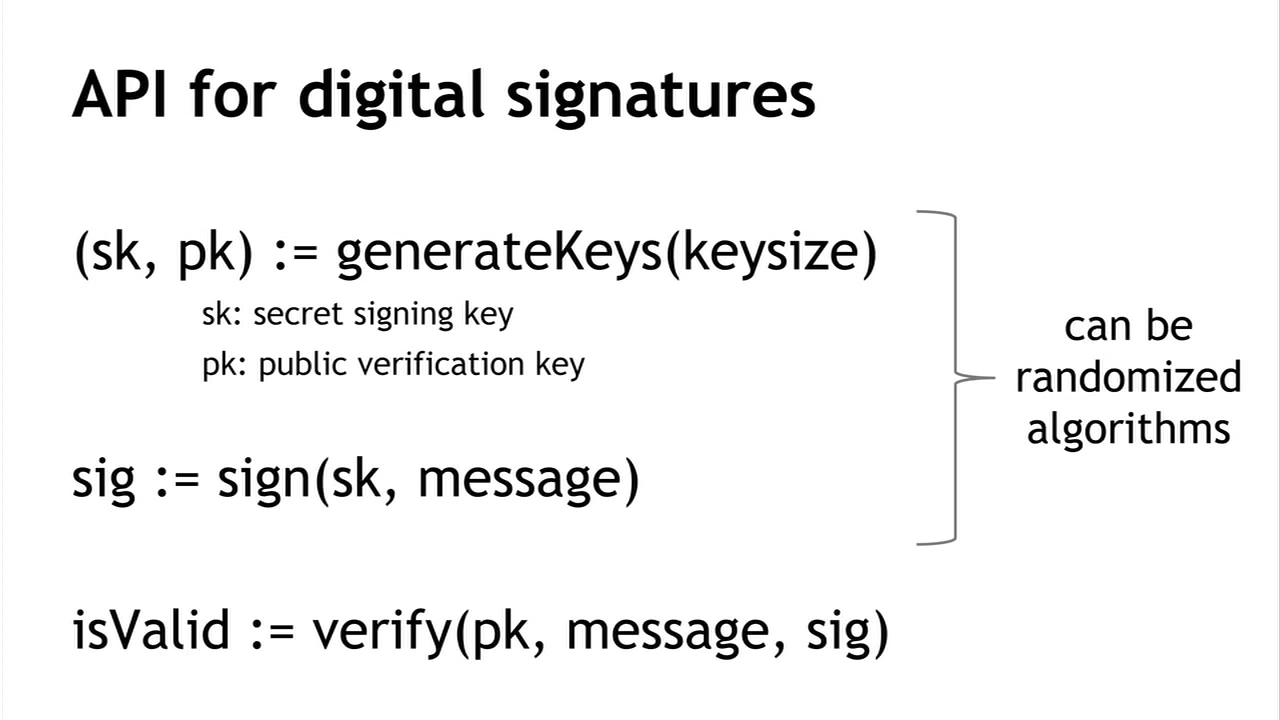 API for digital signatures
(sk, pk) := generateKeys(keysize)
sk: secret signing key
pk: public verification key
sig := sign(sk, message)
isValid := verify(pk, message, sig)
can be
randomized
algorithms